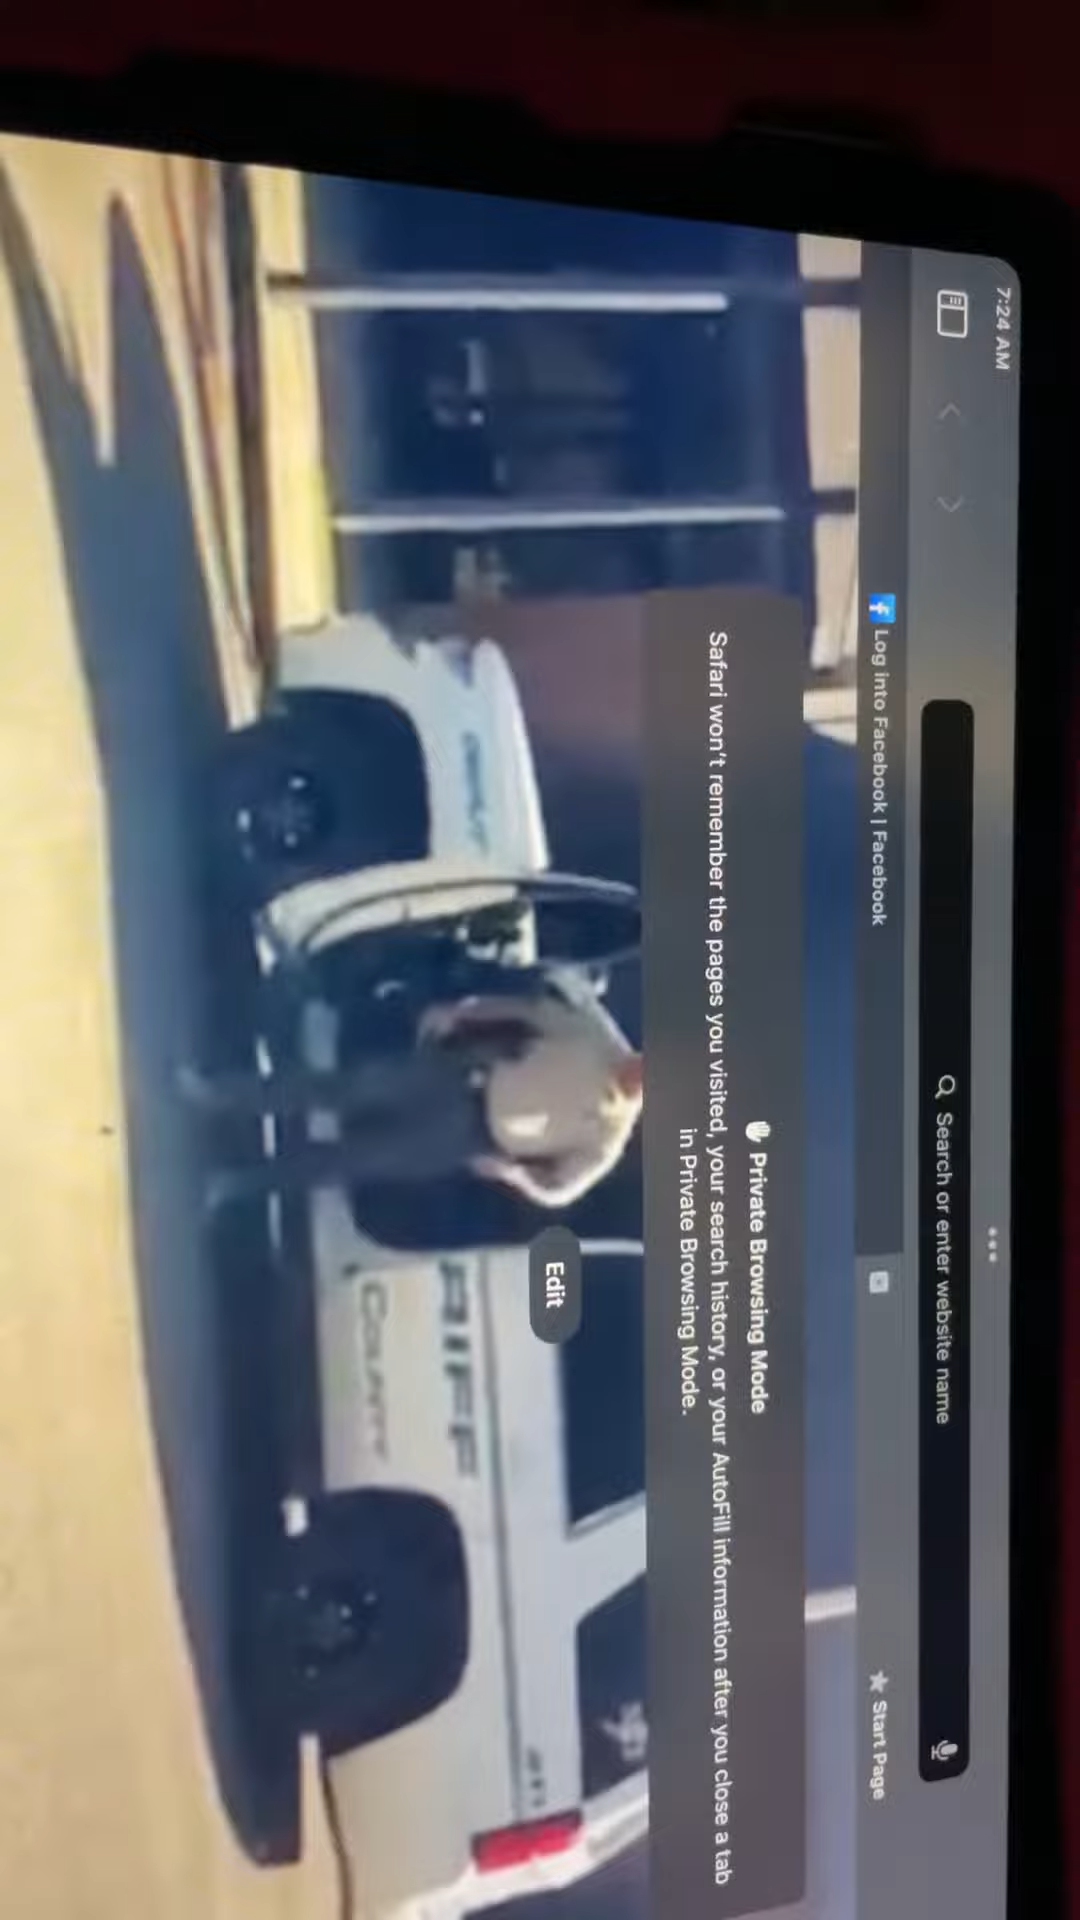 7:24 AM
Search or enter website name
Log into Facebook | Facebook
Start Page
Private Browsing Mode
Safari won't remember the pages you visited, your search history, or your AutoFill information after you close a tab
in Private Browsing Mode.
Edit
RIFF
COUNTY